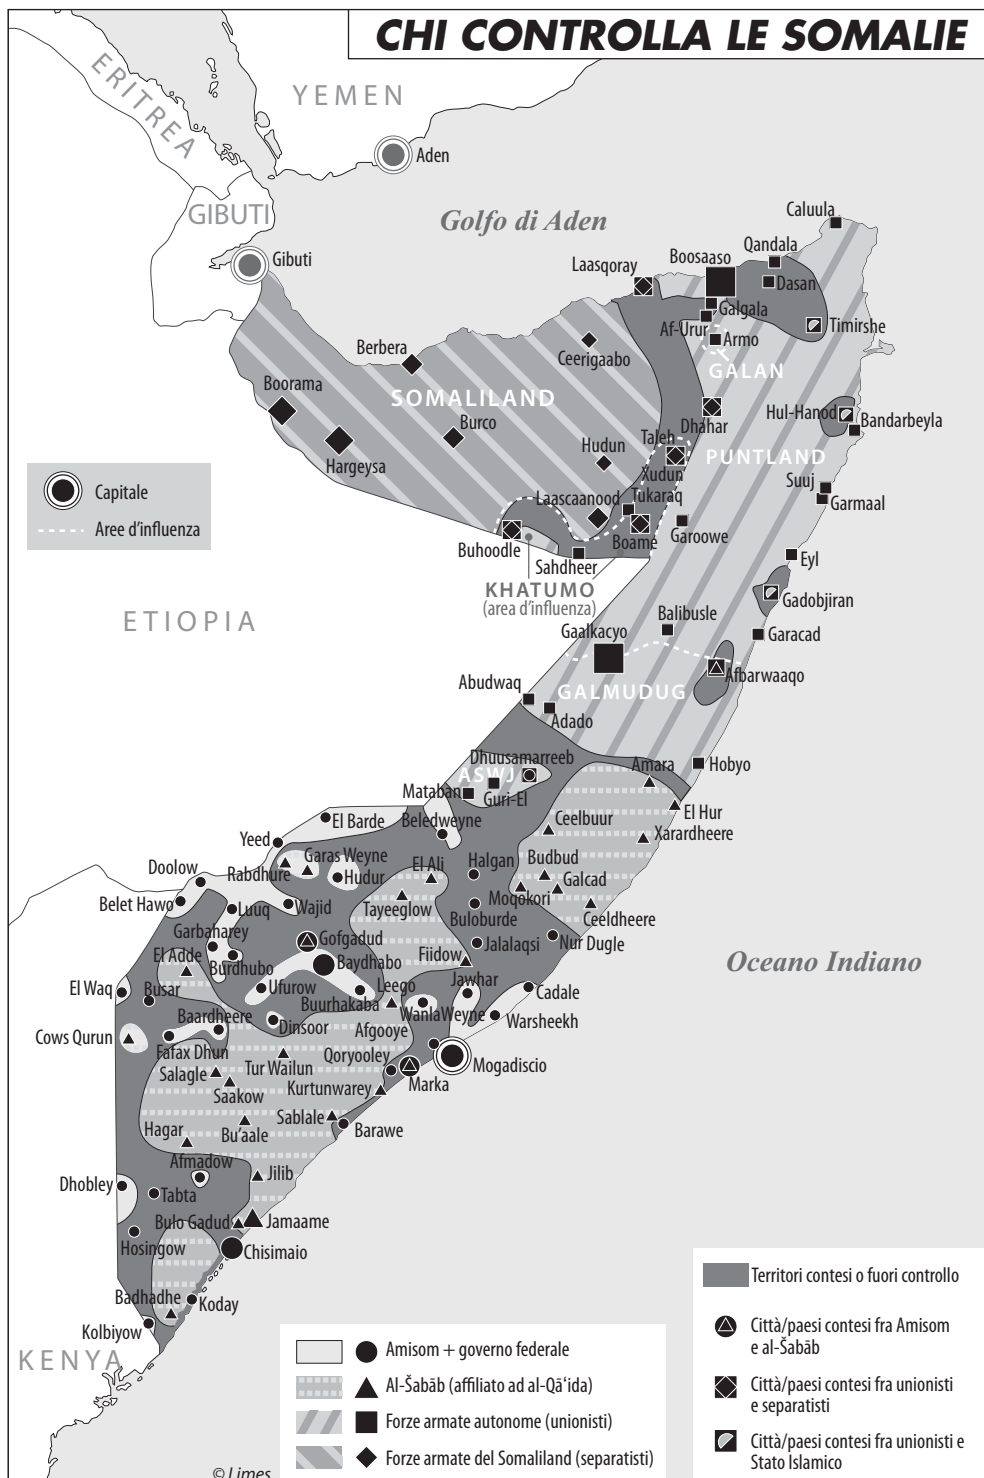 CHI CONTROLLA LE SOMALIE
ERITREA
YEMEN
Aden
GIBUTI
Golfo di Aden
Gibuti
Caluula
Qandala
Boosaaso
Laasqoray
Dasan
Galgala
Af-Urur
Timirshe
Armo
GALAN
Berbera
Ceerigaabo
Boorama
SOMALILAND
Burco
Hargeysa
Hudun
Dhahar
Hul-Hanod
Bandarbeyla
Taleh
Xudun
PUNTLAND
Suuj
Garmaal
Capitale
Aree d'influenza
Laascaanood
Tukaraq
Boame
Garoowe
Buhoodle
Sahdheer
Eyl
KHATUMO
(area d'influenza)
Gadobjiran
ETIOPIA
Balibusle
Gaalkacyo
Garacad
Afbarwaaqo
Abudwaq
GALMUDUG
Adado
Dhuusamarreeb
ASWJ
Amara
Hobyo
Mataban
Guri-El
El Hur
El Barde
Beledweyne
Ceelbuur
Xarardheere
Yeed
Garas Weyne
Rabdhure
Hudur
El Ali
Halgan
Budbud
Galcad
Doolow
Belet Hawo
Luuq
Wajid
Tayeeglow
Moqokori
Buloburde
Ceeldheere
Garbaharey
Gofgadud
Jalalaqsi
Nur Dugle
El Adde
Burdhubo
Baydhabo
Fiidow
Oceano Indiano
El Waq
Busar
Ufurow
Buurhakaba
Leego
Jawhar
Cadale
Baardheere
Dinsoor
WanlaWeyne
Warsheekh
Cows Qurun
Fafax Dhun
Afgooye
Tur Wailun
Qoryooley
Mogadiscio
Salagle
Saakow
Kurtunwarey
Marka
Sablale
Barawe
Hagar
Bu'aale
Afmadow
Jilib
Dhobley
Tabta
Bulo Gadud
Jamaame
Hosingow
Chisimaio
Badhadhe
Koday
Kolbiyow
KENYA
Amisom + governo federale
Al-Šabāb (affiliato ad al-Qā‘ida)
Forze armate autonome (unionisti)
Forze armate del Somaliland (separatisti)
Territori contesi o fuori controllo
Città/paesi contesi fra Amisom
e al-Šabāb
Città/paesi contesi fra unionisti
e separatisti
Città/paesi contesi fra unionisti e
Stato Islamico
© Limes